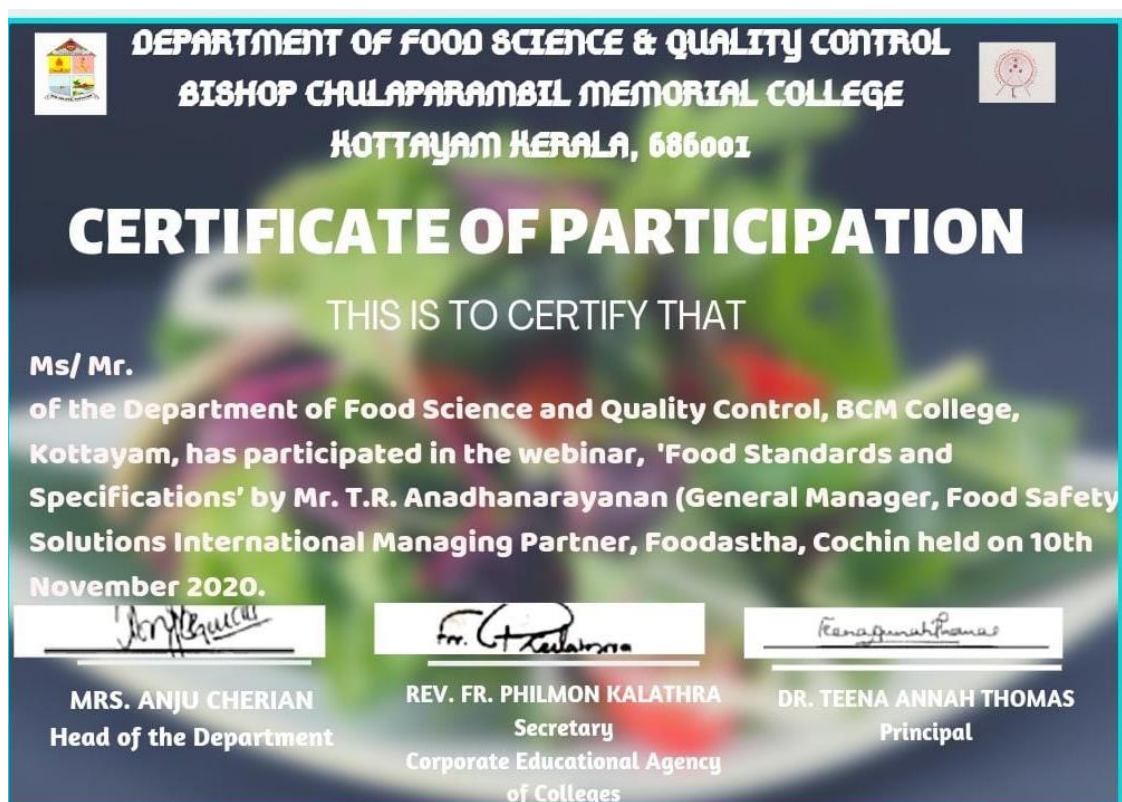 DEPARTMENT OF FOOD SCIENCE & QUALITY CONTROL
BISHOP CHULAPARAMBIL MEMORIAL COLLEGE
KOTTAYAM KERALA, 686001
CERTIFICATE OF PARTICIPATION
THIS IS TO CERTIFY THAT
Ms/ Mr.
of the Department of Food Science and Quality Control, BCM College,
Kottayam, has participated in the webinar, 'Food Standards and
Specifications’ by Mr. T.R. Anadhanarayanan (General Manager, Food Safety
Solutions International Managing Partner, Foodastha, Cochin held on 10th
November 2020.
MRS. ANJU CHERIAN
Head of the Department
REV. FR. PHILMON KALATHRA
Secretary
Corporate Educational Agency
of Colleges
DR. TEENA ANNAH THOMAS
Principal